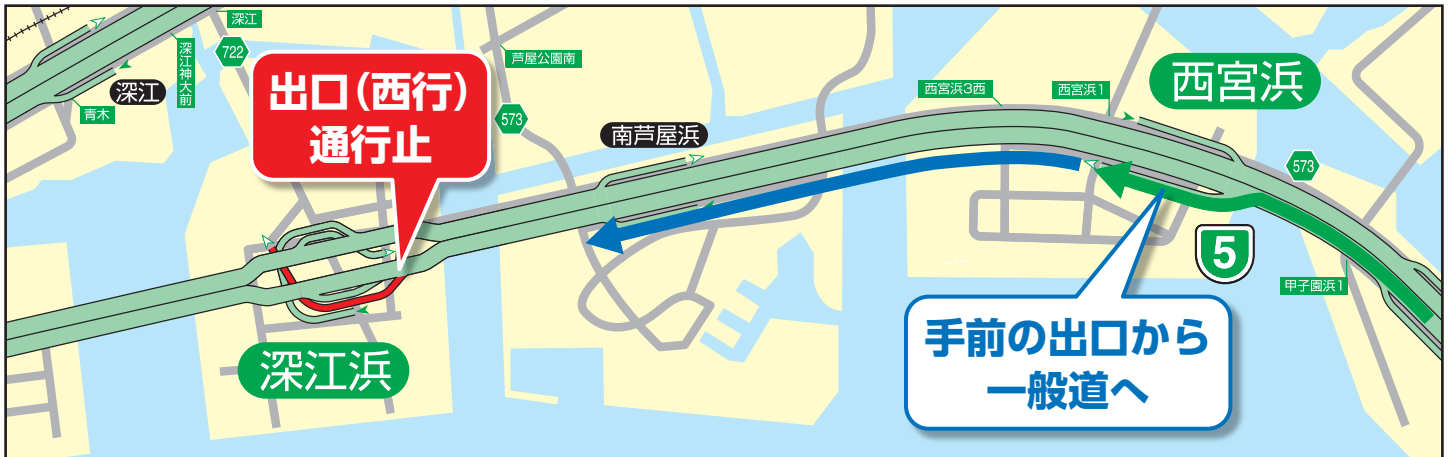 深江
深江神大前
722
青木
深江
出口（西行）
通行止
芦屋公園南
573
南芦屋浜
西宮浜3西
西宮浜1
西宮浜
573
5
甲子園浜1
手前の出口から
一般道へ
深江浜